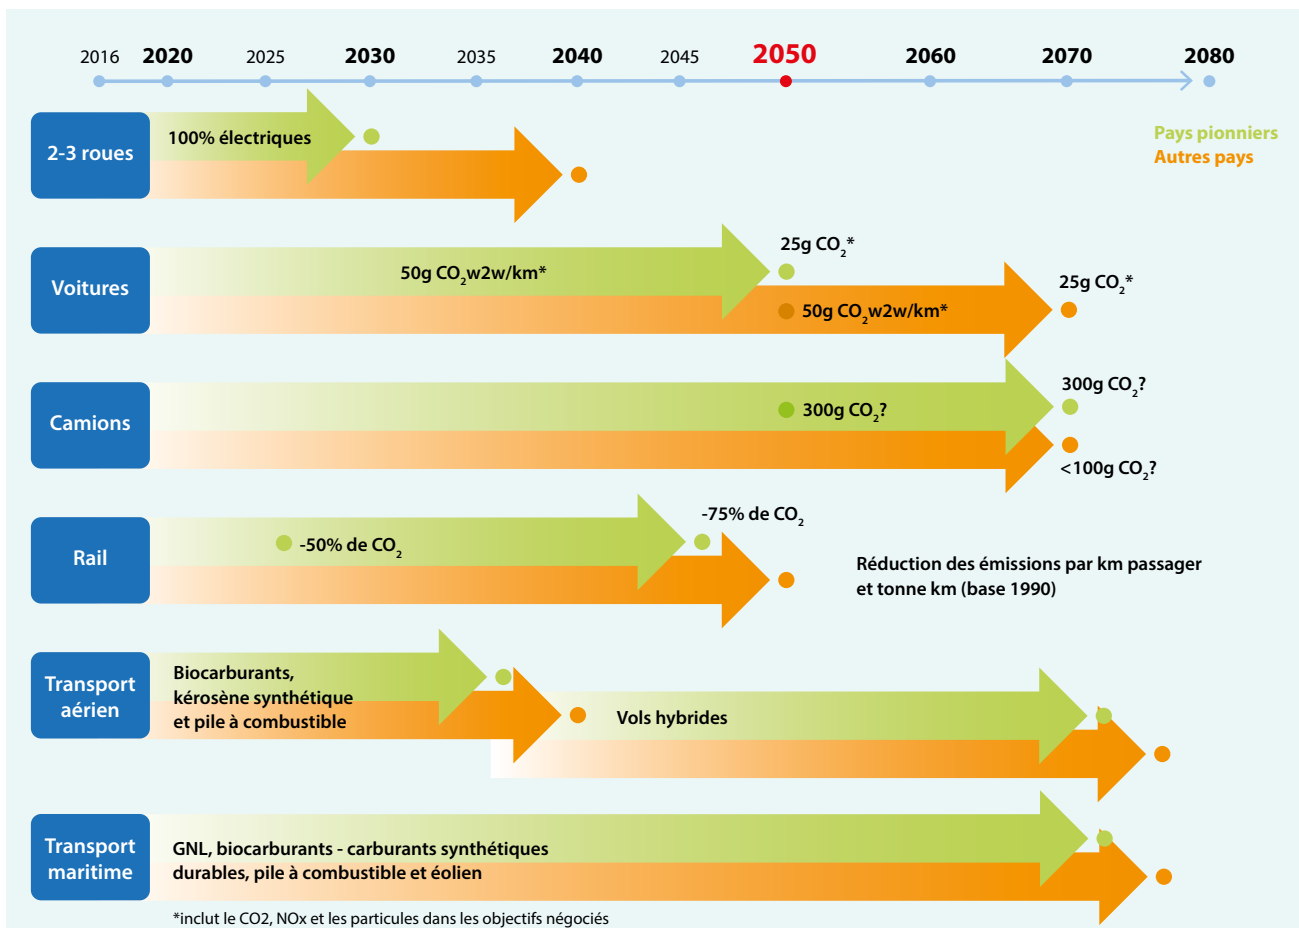 2016 2020 2025 2030 2035 2040 2045 2050 2060 2070 2080
Pays pionniers
Autres pays
2-3 roues
100% électriques
Voitures
50g CO₂w2w/km*
25g CO₂*
50g CO₂w2w/km*
25g CO₂*
Camions
300g CO₂?
300g CO₂?
<100g CO₂?
Rail
-50% de CO₂
-75% de CO₂
Réduction des émissions par km passager
et tonne km (base 1990)
Transport
aérien
Biocarburants,
kérosène synthétique
et pile à combustible
Vols hybrides
Transport
maritime
GNL, biocarburants - carburants synthétiques
durables, pile à combustible et éolien
*inclut le CO2, NOx et les particules dans les objectifs négociés